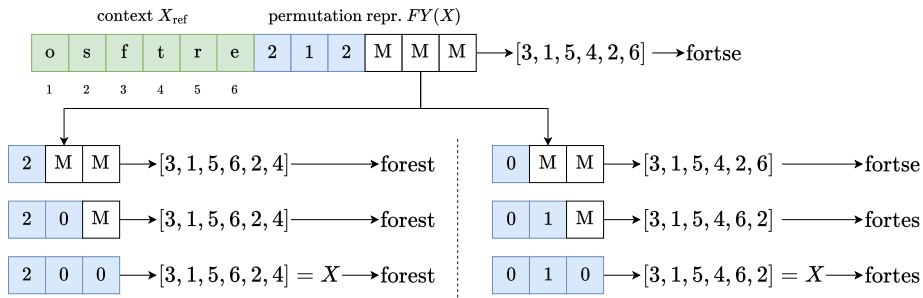 context X_ref permutation repr. FY(X)
o s f t r e 2 1 2 M M M [3, 1, 5, 4, 2, 6] fortse
1 2 3 4 5 6
2 M M [3, 1, 5, 6, 2, 4] forest 0 M M [3, 1, 5, 4, 2, 6] fortse
2 0 M [3, 1, 5, 6, 2, 4] forest 0 1 M [3, 1, 5, 4, 6, 2] fortes
2 0 0 [3, 1, 5, 6, 2, 4] = X forest 0 1 0 [3, 1, 5, 4, 6, 2] = X fortes